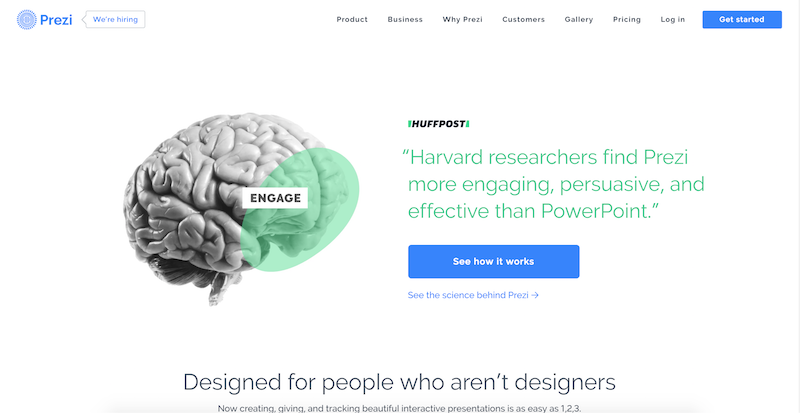 Prezi
We're hiring
Product Business Why Prezi Customers Gallery Pricing Log in Get started
HUFFPOST
ENGAGE
“Harvard researchers find Prezi
more engaging, persuasive, and
effective than PowerPoint.”
See how it works
See the science behind Prezi →
Designed for people who aren’t designers
Now creating, giving, and tracking beautiful interactive presentations is as easy as 1,2,3.